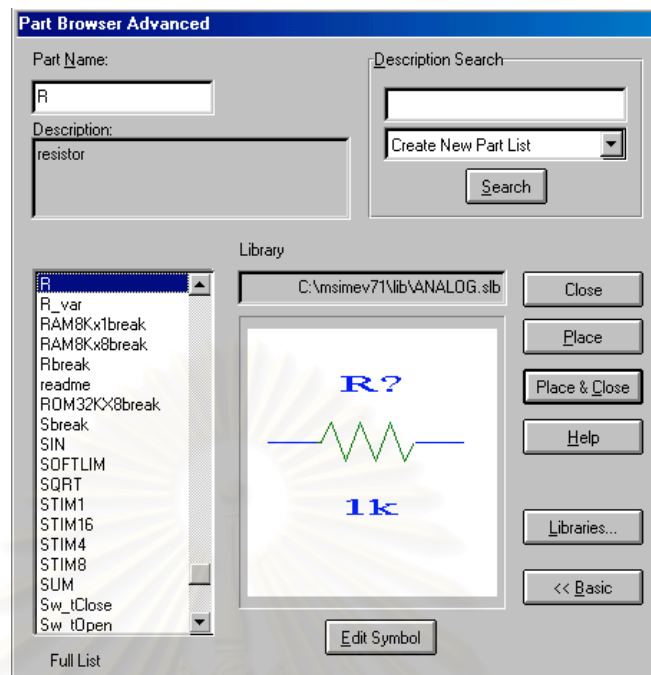 Part Browser Advanced
Part Name:
R
Description:
resistor
Description Search
Create New Part List
Search
Library
C:\msimev71\lib\ANALOG.slb
R
R_var
RAM8Kx1break
RAM8Kx8break
Rbreak
readme
ROM32KX8break
Sbreak
SIN
SOFTLIM
SQRT
STIM1
STIM16
STIM4
STIM8
SUM
Sw_tClose
Sw_tOpen
Full List
R?
1k
Edit Symbol
Close
Place
Place & Close
Help
Libraries...
<< Basic